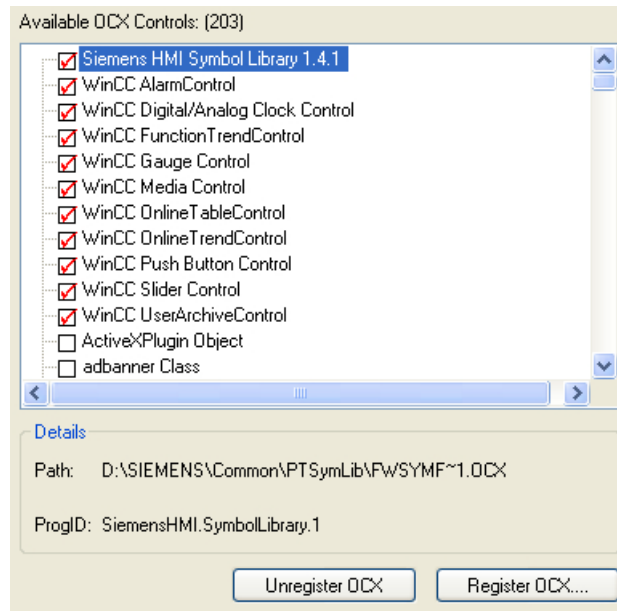 Available OCX Controls: (203)
Siemens HMI Symbol Library 1.4.1
WinCC AlarmControl
WinCC Digital/Analog Clock Control
WinCC FunctionTrendControl
WinCC Gauge Control
WinCC Media Control
WinCC OnlineTableControl
WinCC OnlineTrendControl
WinCC Push Button Control
WinCC Slider Control
WinCC UserArchiveControl
ActiveXPlugin Object
adbanner Class
Details
Path: D:\SIEMENS\Common\PTSymLib\FWSYMF~1.OCX
ProgID: SiemensHMI.SymbolLibrary.1
Unregister OCX Register OCX....